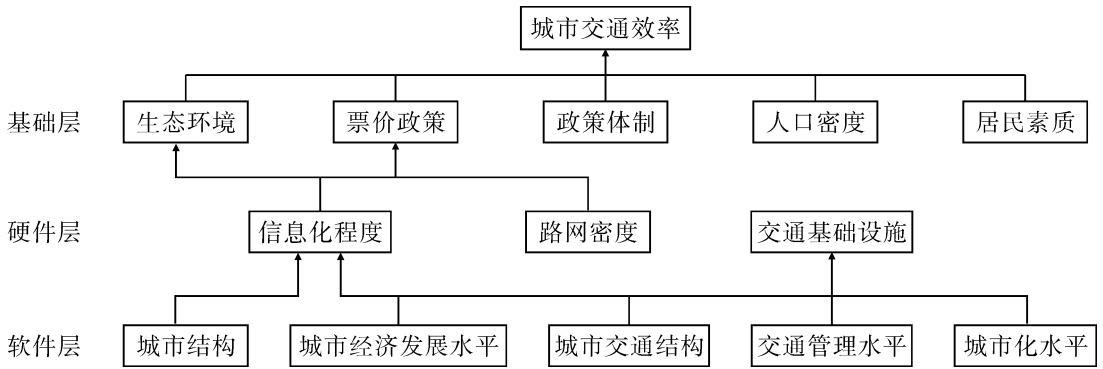 城市交通效率
基础层 生态环境 票价政策 政策体制 人口密度 居民素质
硬件层 信息化程度 路网密度 交通基础设施
软件层 城市结构 城市经济发展水平 城市交通结构 交通管理水平 城市化水平